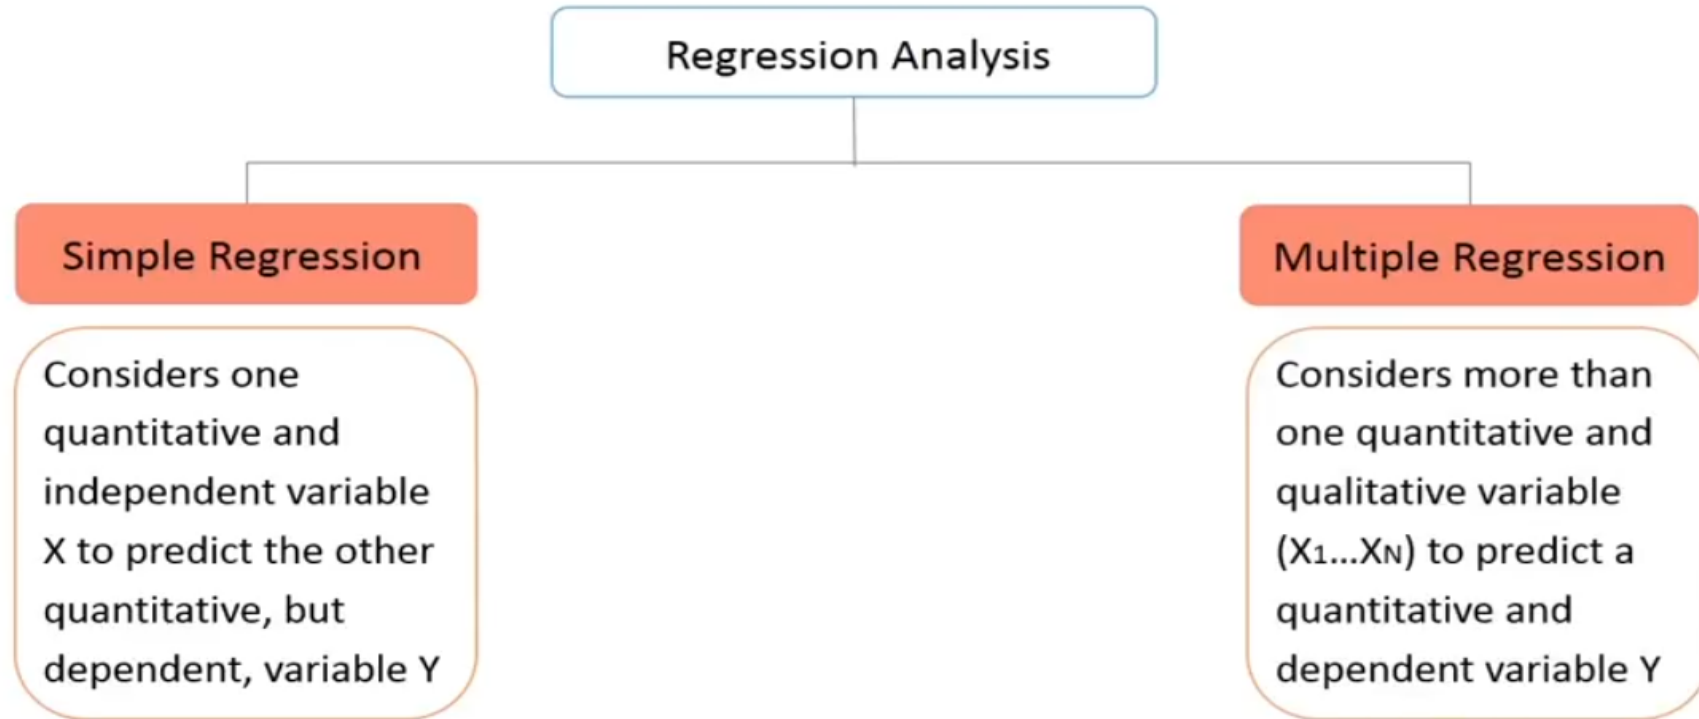 Regression Analysis
Simple Regression
Considers one
quantitative and
independent variable
X to predict the other
quantitative, but
dependent, variable Y
Multiple Regression
Considers more than
one quantitative and
qualitative variable
(X1...XN) to predict a
quantitative and
dependent variable Y